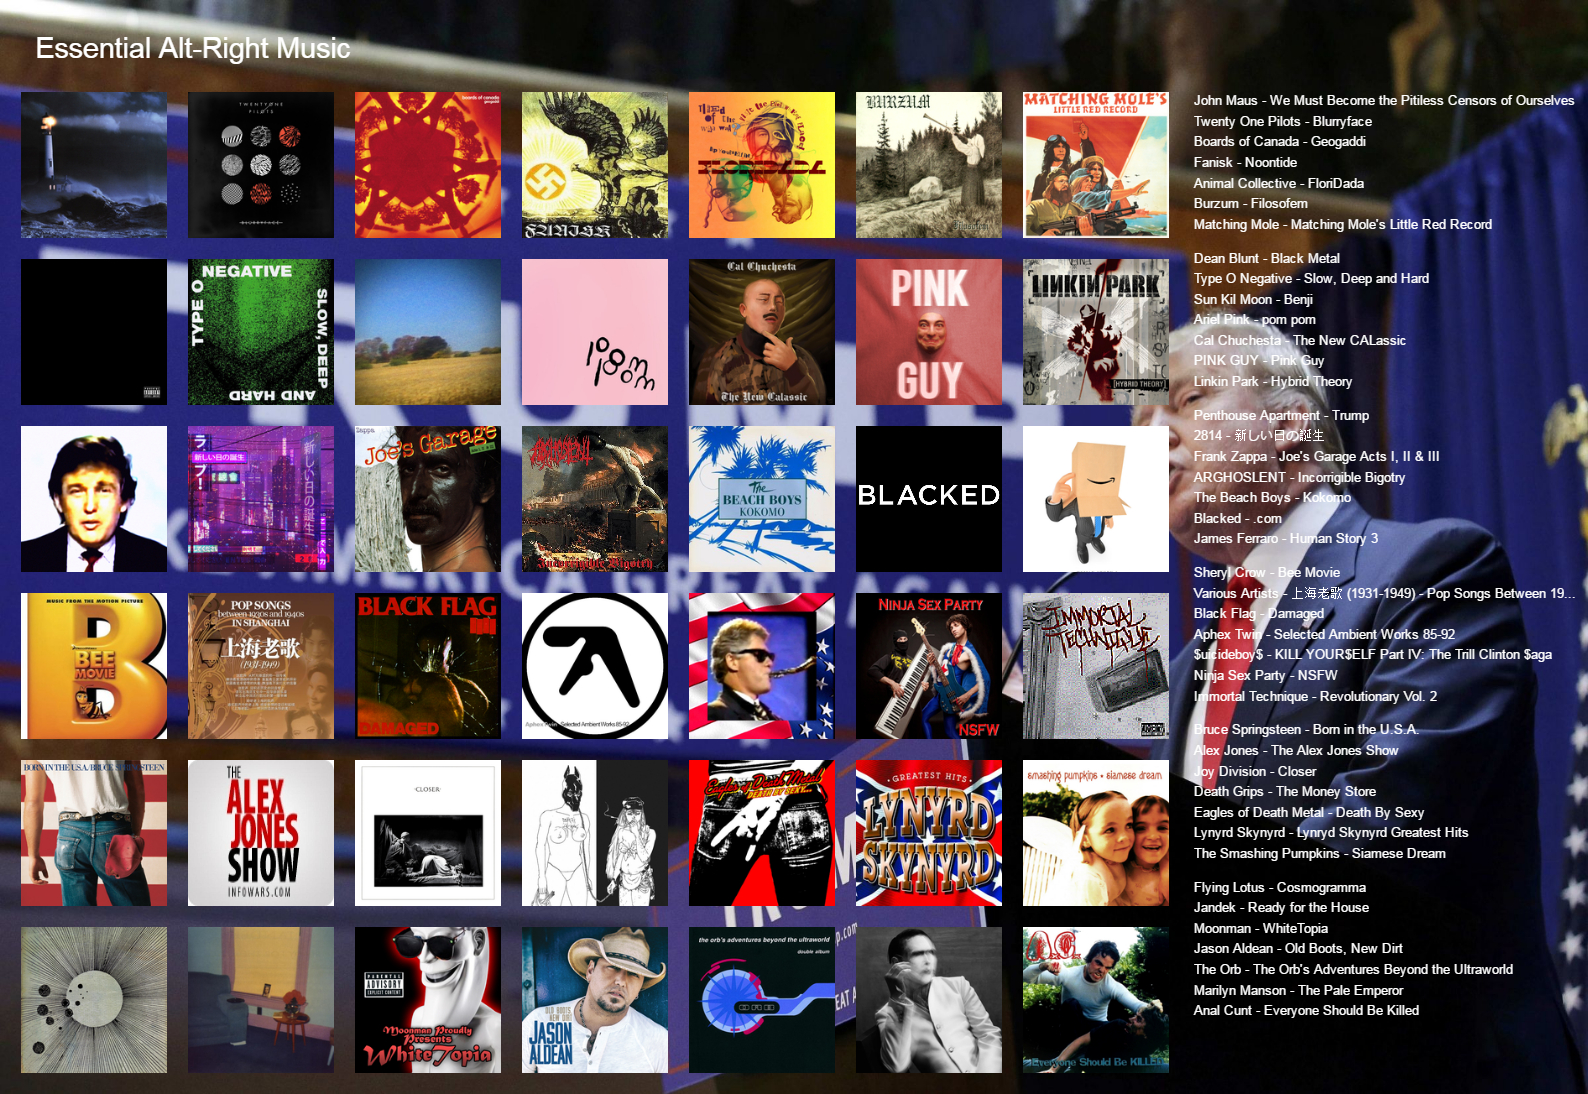 Essential Alt-Right Music
TWENTY ONE
PILOTS
BLURRYFACE
boards of canada
geogaddi
FANISK
BURZUM
MATCHING MOLE'S
LITTLE RED RECORD
John Maus - We Must Become the Pitiless Censors of Ourselves
Twenty One Pilots - Blurryface
Boards of Canada - Geogaddi
Fanisk - Noontide
Animal Collective - FloriDada
Burzum - Filosofem
Matching Mole - Matching Mole's Little Red Record
TYPE O
NEGATIVE
SLOW, DEEP
AND HARD
pom
pom
Cal Chuchesta
The New Calassic
PINK
GUY
LINKIN PARK
[HYBRID THEORY]
Dean Blunt - Black Metal
Type O Negative - Slow, Deep and Hard
Sun Kil Moon - Benji
Ariel Pink - pom pom
Cal Chuchesta - The New CALassic
PINK GUY - Pink Guy
Linkin Park - Hybrid Theory
新しい日の誕生
Zappa
Joe's Garage
ARGHOSLENT
Incorrigible Bigotry
The
BEACH BOYS
KOKOMO
BLACKED
Penthouse Apartment - Trump
2814 - 新しい日の誕生
Frank Zappa - Joe's Garage Acts I, II & III
ARGHOSLENT - Incorrigible Bigotry
The Beach Boys - Kokomo
Blacked - .com
James Ferraro - Human Story 3
MUSIC FROM THE MOTION PICTURE
BEE
MOVIE
POP SONGS
between 1930s and 1940s
IN SHANGHAI
上海老歌
(1931-1949)
BLACK FLAG
DAMAGED
Aphex Twin - Selected Ambient Works 85-92
NINJA SEX PARTY
NSFW
IMMORTAL
TECHNIQUE
Sheryl Crow - Bee Movie
Various Artists - 上海老歌 (1931-1949) - Pop Songs Between 19...
Black Flag - Damaged
Aphex Twin - Selected Ambient Works 85-92
$uicideboy$ - KILL YOUR$ELF Part IV: The Trill Clinton $aga
Ninja Sex Party - NSFW
Immortal Technique - Revolutionary Vol. 2
BORN IN THE U.S.A./BRUCE SPRINGSTEEN
THE
ALEX
JONES
SHOW
INFOWARS.COM
CLOSER
Eagles of Death Metal
DEATH BY SEXY...
GREATEST HITS
LYNYRD
SKYNYRD
smashing pumpkins • siamese dream
Bruce Springsteen - Born in the U.S.A.
Alex Jones - The Alex Jones Show
Joy Division - Closer
Death Grips - The Money Store
Eagles of Death Metal - Death By Sexy
Lynyrd Skynyrd - Lynryd Skynyrd Greatest Hits
The Smashing Pumpkins - Siamese Dream
PARENTAL
ADVISORY
EXPLICIT CONTENT
Moonman Proudly
Presents
WhiteTopia
OLD BOOTS
NEW DIRT
JASON
ALDEAN
the orb's adventures beyond the ultraworld
double album
A.C.
Everyone Should Be KILLED
Flying Lotus - Cosmogramma
Jandek - Ready for the House
Moonman - WhiteTopia
Jason Aldean - Old Boots, New Dirt
The Orb - The Orb's Adventures Beyond the Ultraworld
Marilyn Manson - The Pale Emperor
Anal Cunt - Everyone Should Be Killed